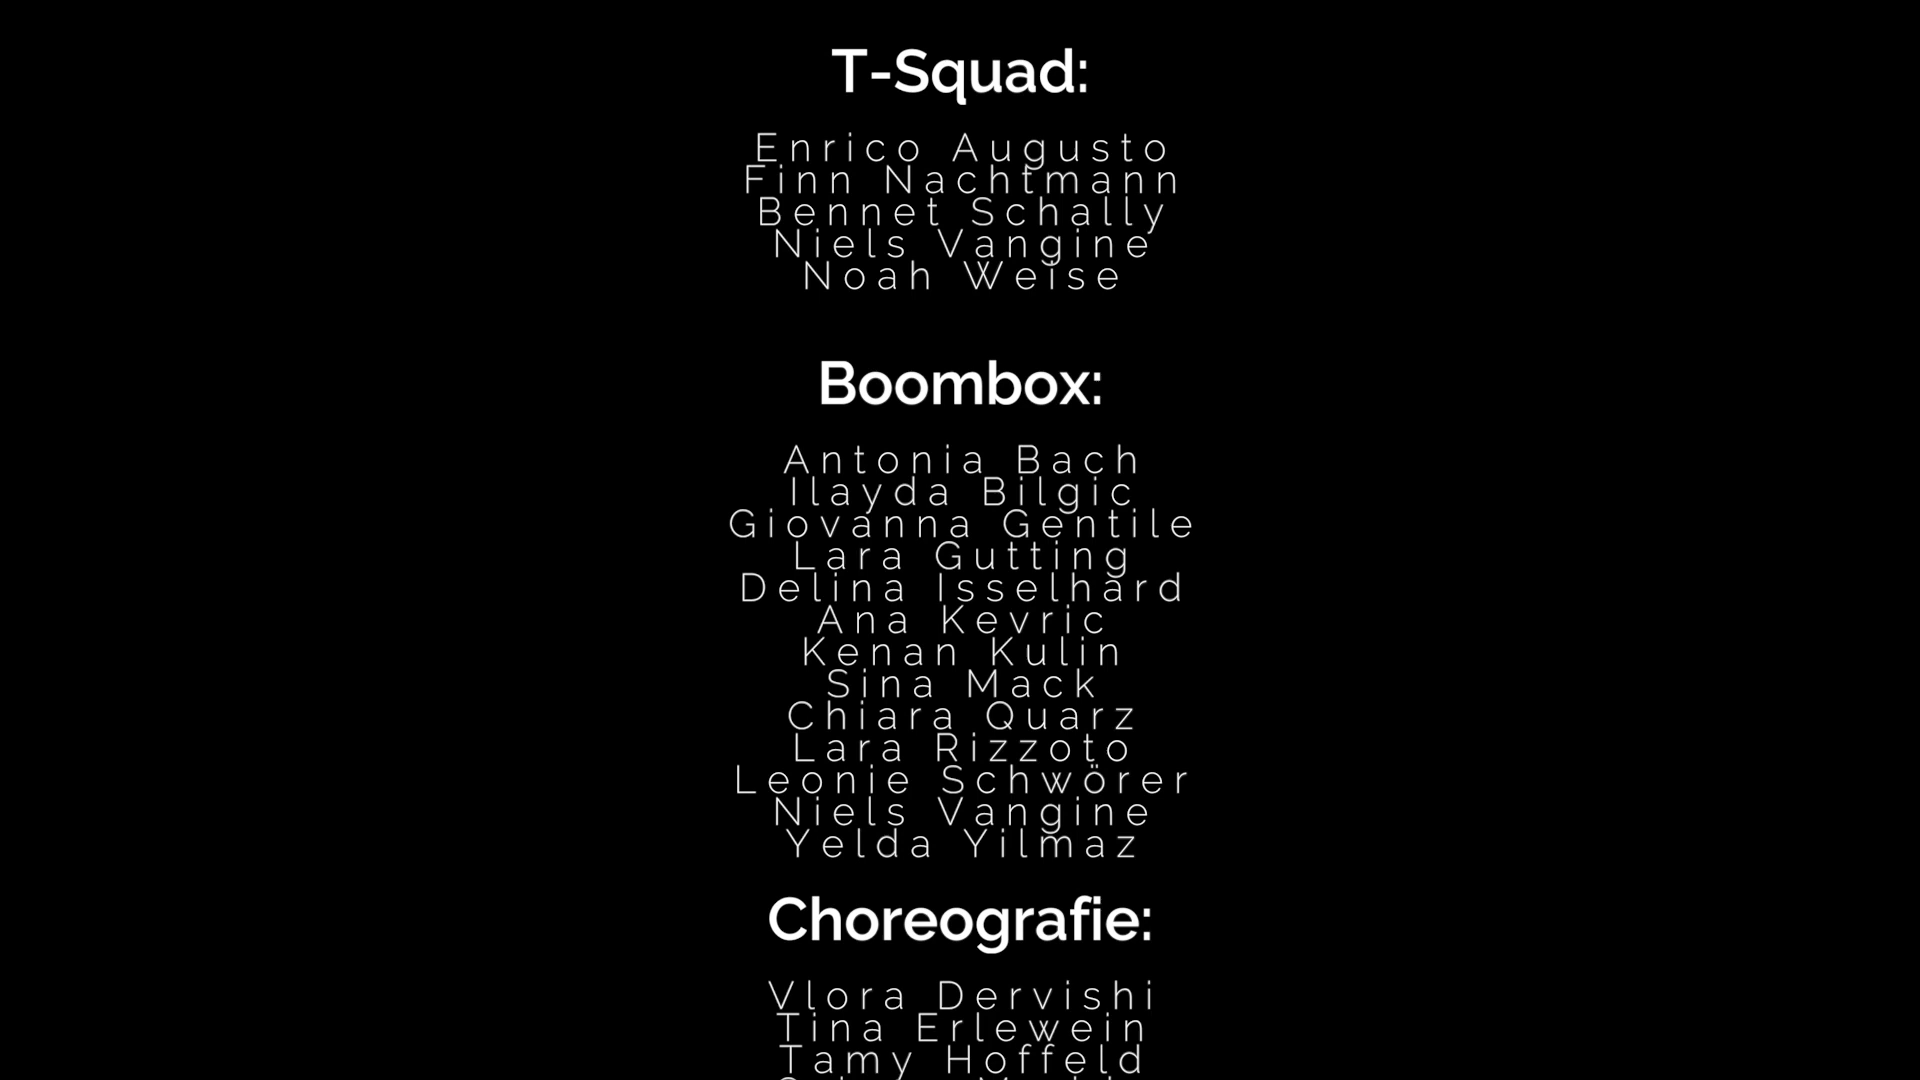 T-Squad:
Enrico Augusto
Finn Nachtmann
Bennet Schally
Niels Vangine
Noah Weise
Boombox:
Antonia Bach
Ilayda Bilgic
Giovanna Gentile
Lara Gutting
Delina Isselhard
Ana Kevric
Kenan Kulin
Sina Mack
Chiara Quarz
Lara Rizzoto
Leonie Schwörer
Niels Vangine
Yelda Yilmaz
Choreografie:
Vlora Dervishi
Tina Erlewein
Tamy Hoffeld